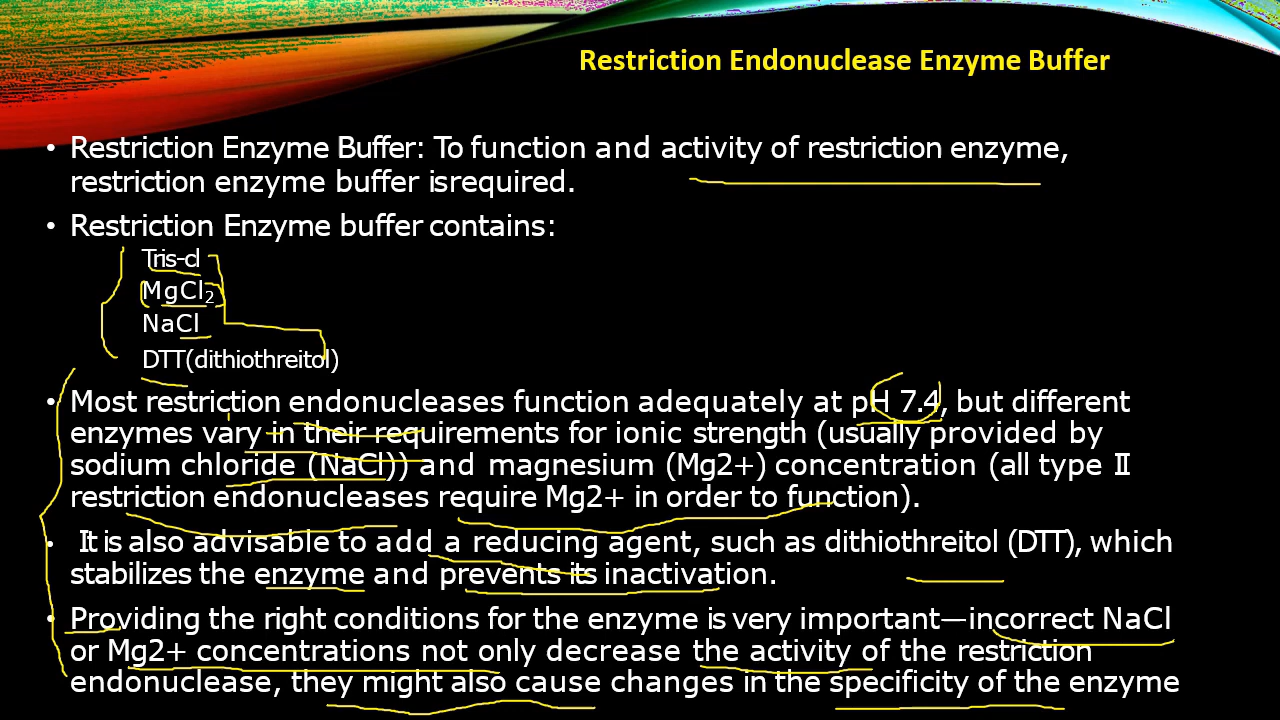 Restriction Endonuclease Enzyme Buffer
• Restriction Enzyme Buffer: To function and activity of restriction enzyme,
restriction enzyme buffer isrequired.
• Restriction Enzyme buffer contains:
Tris-cl
MgCl₂
NaCl
DTT(dithiothreitol)
• Most restriction endonucleases function adequately at pH 7.4, but different
enzymes vary in their requirements for ionic strength (usually provided by
sodium chloride (NaCl)) and magnesium (Mg2+) concentration (all type II
restriction endonucleases require Mg2+ in order to function).
• It is also advisable to add a reducing agent, such as dithiothreitol (DTT), which
stabilizes the enzyme and prevents its inactivation.
• Providing the right conditions for the enzyme is very important—incorrect NaCl
or Mg2+ concentrations not only decrease the activity of the restriction
endonuclease, they might also cause changes in the specificity of the enzyme